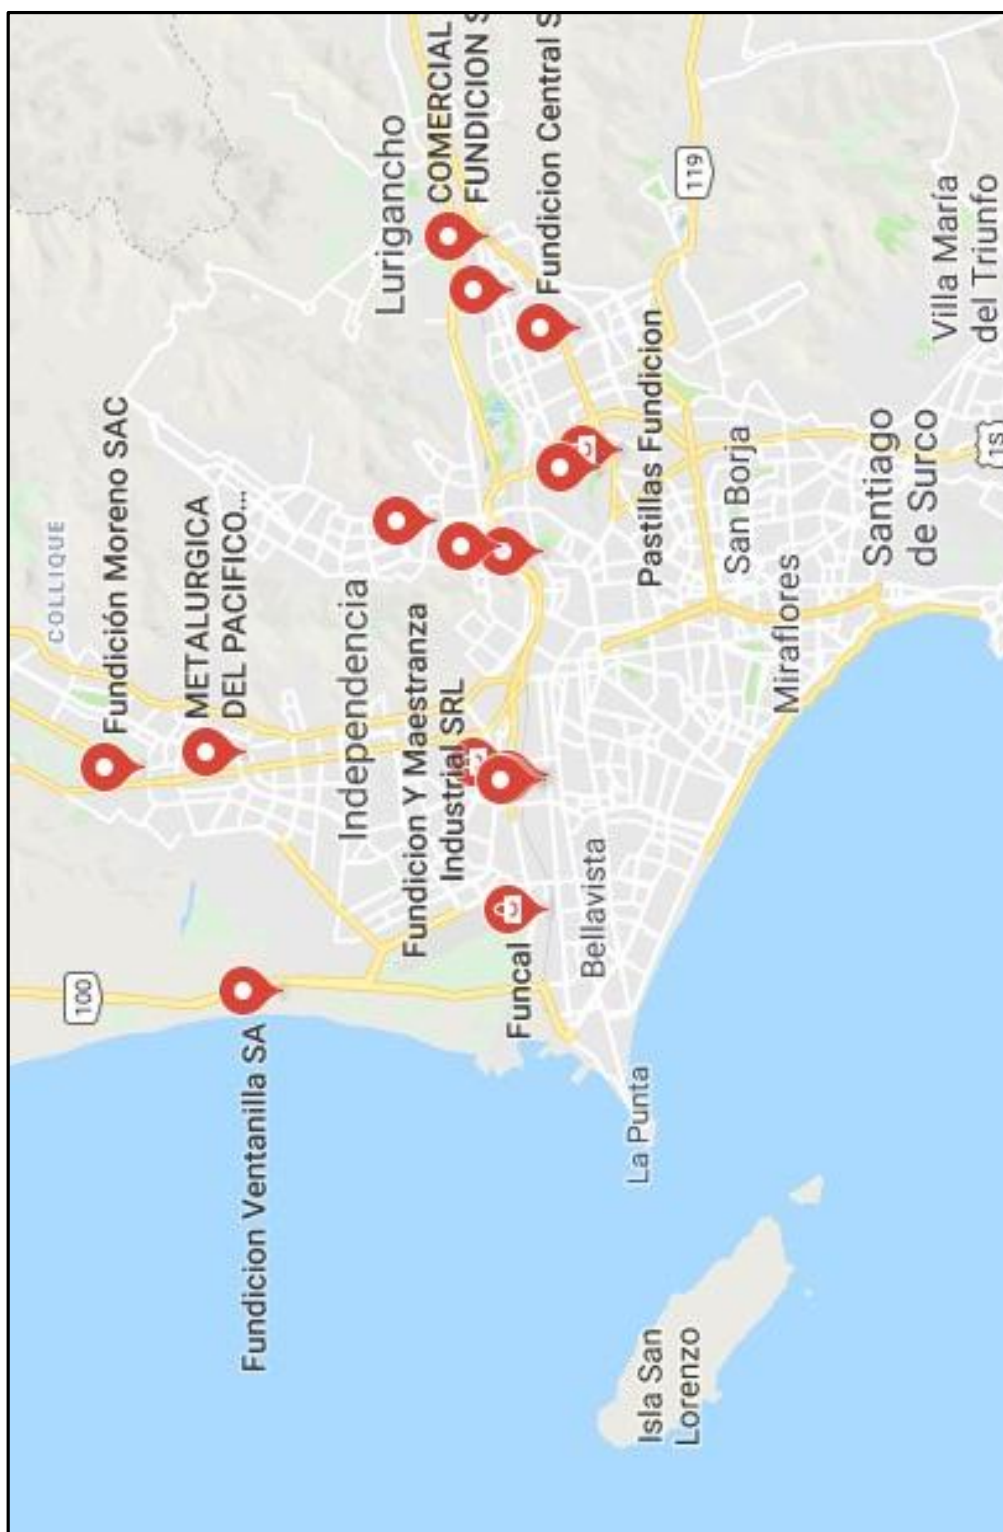 COLLIQUE
100
Fundición Moreno SAC
METALURGICA
DEL PACIFICO...
Fundicion Ventanilla SA
Independencia
Lurigancho
Fundicion Y Maestranza
Industrial SRL
COMERCIAL
FUNDICION S
Funcal
Fundicion Central S
Bellavista
La Punta
Pastillas Fundicion
Isla San
Lorenzo
119
San Borja
Miraflores
Santiago
de Surco
Villa María
del Triunfo
1S